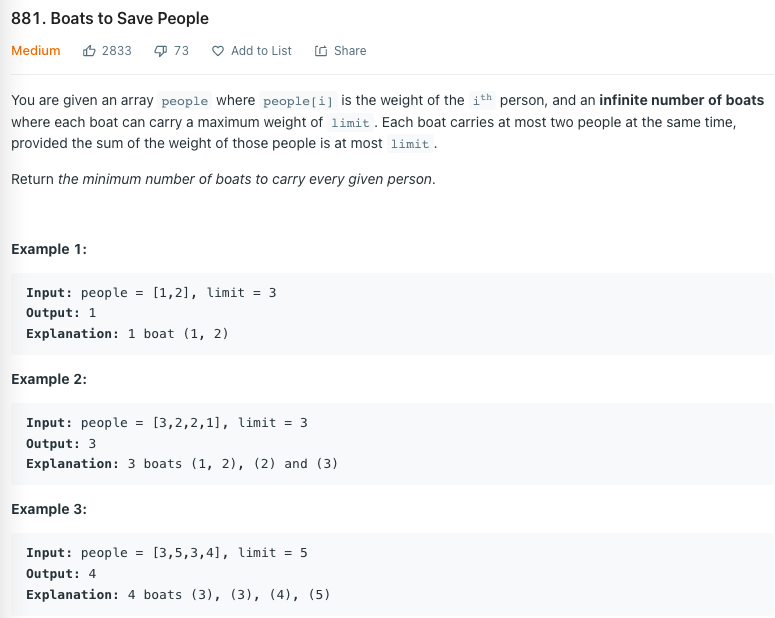 881. Boats to Save People
Medium 2833 73 Add to List Share
You are given an array people where people[i] is the weight of the ith person, and an infinite number of boats
where each boat can carry a maximum weight of limit. Each boat carries at most two people at the same time,
provided the sum of the weight of those people is at most limit.
Return the minimum number of boats to carry every given person.
Example 1:
Input: people = [1,2], limit = 3
Output: 1
Explanation: 1 boat (1, 2)
Example 2:
Input: people = [3,2,2,1], limit = 3
Output: 3
Explanation: 3 boats (1, 2), (2) and (3)
Example 3:
Input: people = [3,5,3,4], limit = 5
Output: 4
Explanation: 4 boats (3), (3), (4), (5)